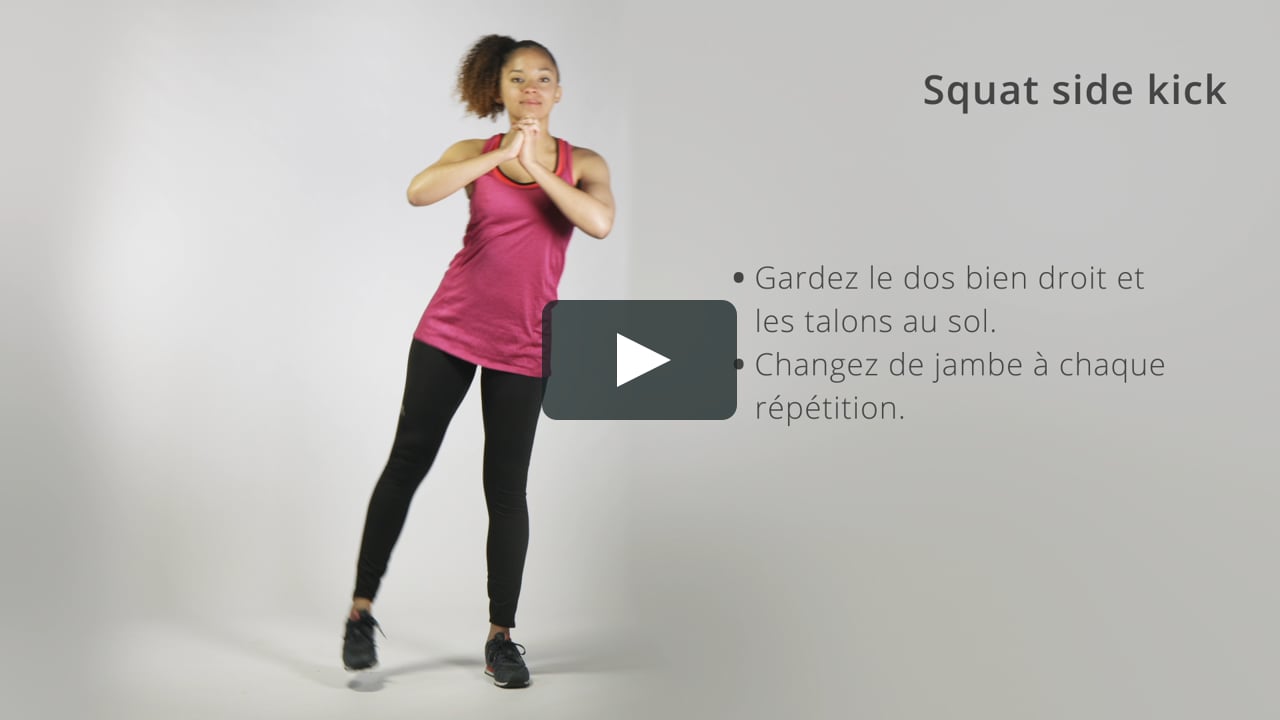 Squat side kick
• Gardez le dos bien droit et
les talons au sol.
• Changez de jambe à chaque
répétition.